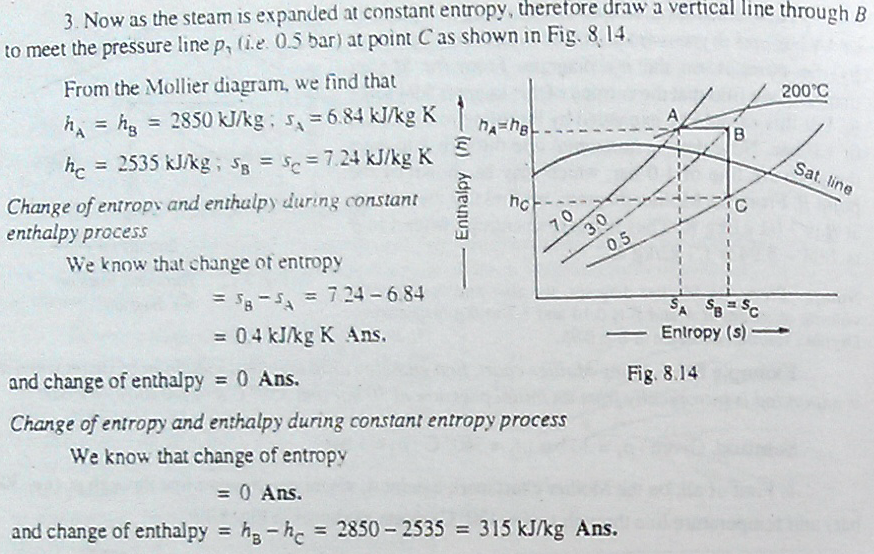 3. Now as the steam is expanded at constant entropy, therefore draw a vertical line through B
to meet the pressure line p₃ (i.e. 0.5 bar) at point C as shown in Fig. 8.14.
From the Mollier diagram, we find that
h_A = h_B = 2850 kJ/kg ; s_A = 6.84 kJ/kg K
h_C = 2535 kJ/kg ; s_B = s_C = 7.24 kJ/kg K
Change of entropy and enthalpy during constant
enthalpy process
We know that change of entropy
= s_B – s_A = 7.24 – 6.84
= 0.4 kJ/kg K Ans.
and change of enthalpy = 0 Ans.
Enthalpy (h)
h_A=h_B
h_C
A
B
C
200°C
Sat. line
7.0
3.0
0.5
s_A s_B = s_C
Entropy (s)
Fig. 8.14
Change of entropy and enthalpy during constant entropy process
We know that change of entropy
= 0 Ans.
and change of enthalpy = h_B – h_C = 2850 – 2535 = 315 kJ/kg Ans.